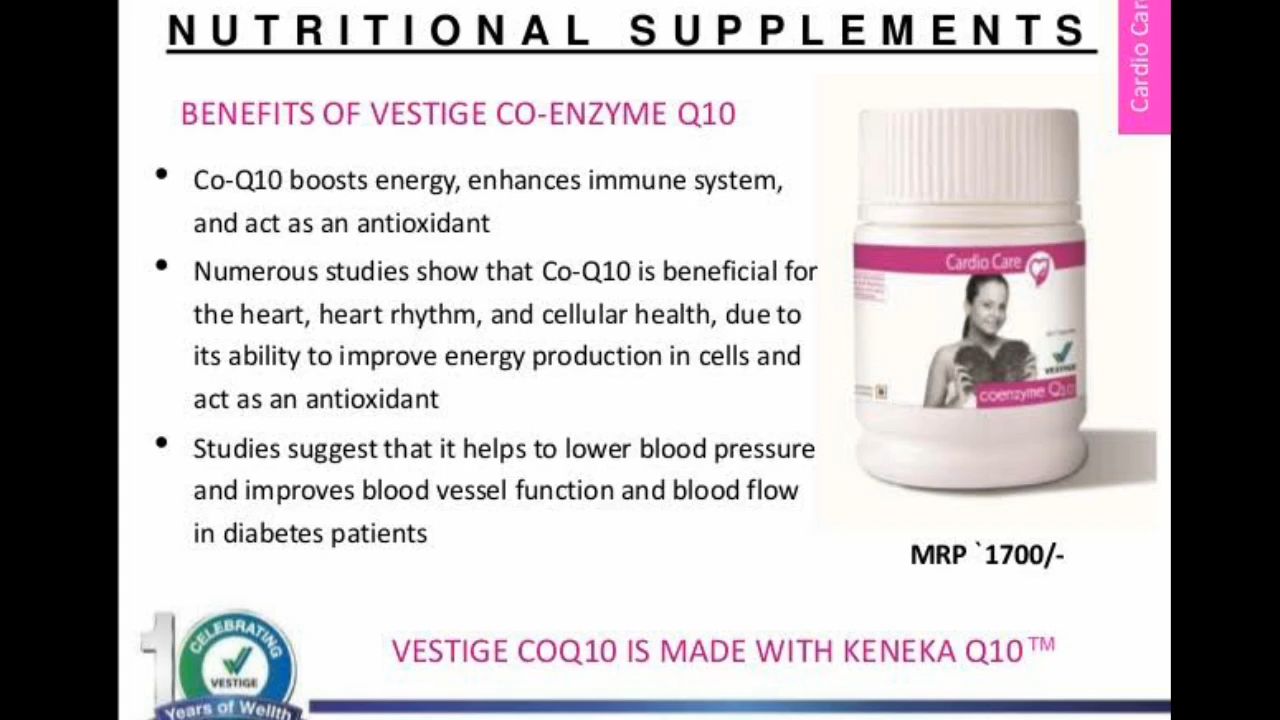 NUTRITIONAL SUPPLEMENTS
Cardio Car
BENEFITS OF VESTIGE CO-ENZYME Q10
• Co-Q10 boosts energy, enhances immune system,
and act as an antioxidant
• Numerous studies show that Co-Q10 is beneficial for
the heart, heart rhythm, and cellular health, due to
its ability to improve energy production in cells and
act as an antioxidant
• Studies suggest that it helps to lower blood pressure
and improves blood vessel function and blood flow
in diabetes patients
Cardio Care
VESTIGE
coenzyme Q10
MRP `1700/-
CELEBRATING
10
VESTIGE
Years of Wellth
VESTIGE COQ10 IS MADE WITH KENEKA Q10™